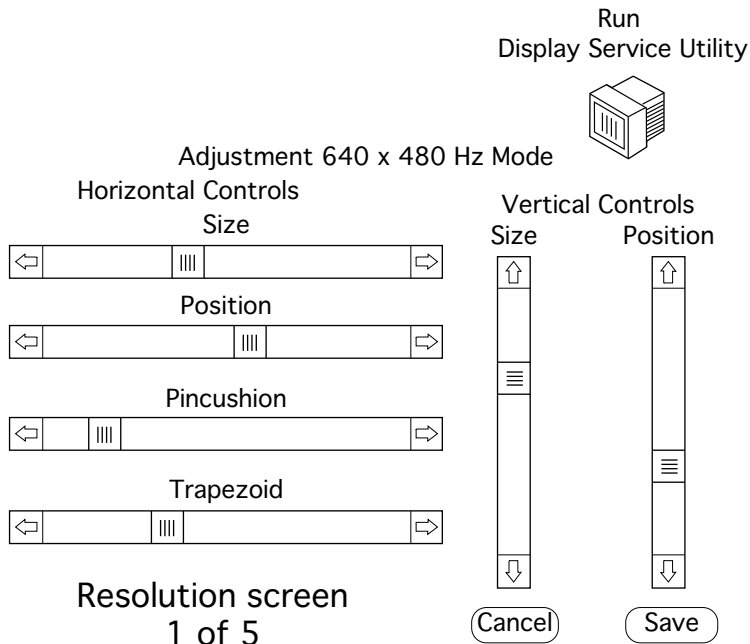 Run
Display Service Utility
Adjustment 640 x 480 Hz Mode
Horizontal Controls
Size
Position
Pincushion
Trapezoid
Vertical Controls
Size
Position
Resolution screen
1 of 5
Cancel
Save